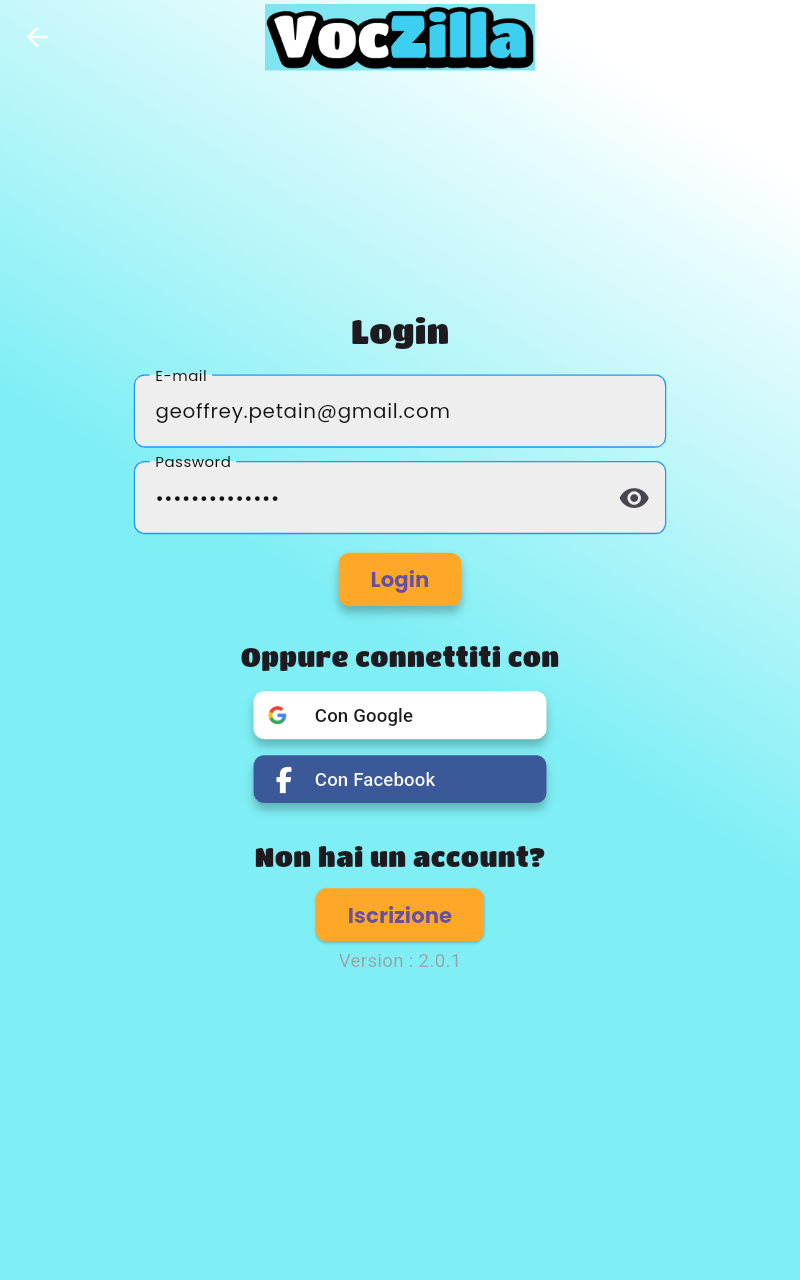 VocZilla
Login
E-mail
geoffrey.petain@gmail.com
Password
••••••••••••••
Login
Oppure connettiti con
Con Google
Con Facebook
Non hai un account?
Iscrizione
Version : 2.0.1